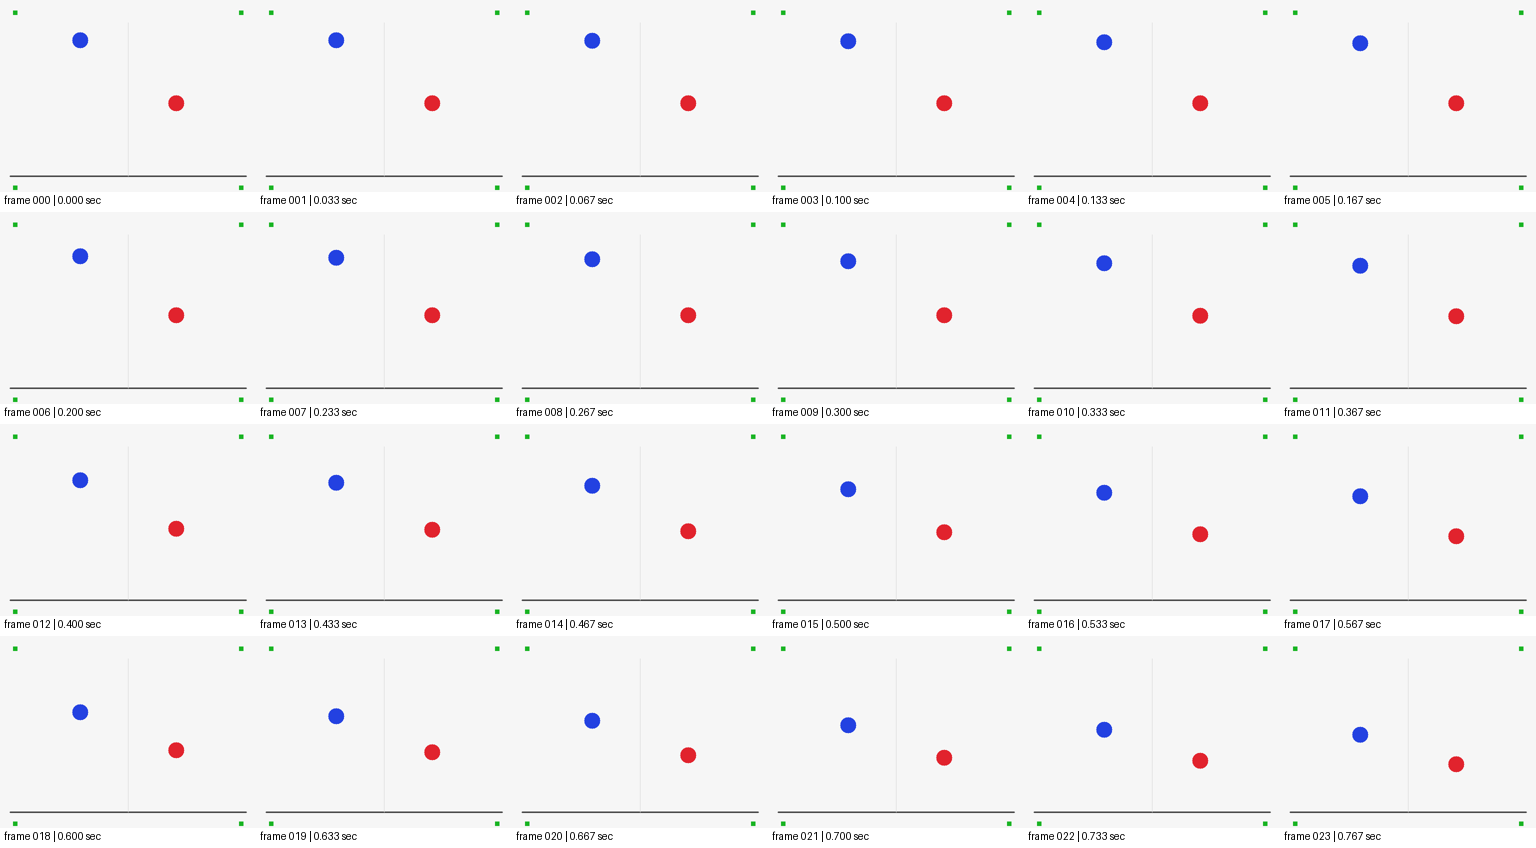 frame 000 | 0.000 sec
frame 001 | 0.033 sec
frame 002 | 0.067 sec
frame 003 | 0.100 sec
frame 004 | 0.133 sec
frame 005 | 0.167 sec
frame 006 | 0.200 sec
frame 007 | 0.233 sec
frame 008 | 0.267 sec
frame 009 | 0.300 sec
frame 010 | 0.333 sec
frame 011 | 0.367 sec
frame 012 | 0.400 sec
frame 013 | 0.433 sec
frame 014 | 0.467 sec
frame 015 | 0.500 sec
frame 016 | 0.533 sec
frame 017 | 0.567 sec
frame 018 | 0.600 sec
frame 019 | 0.633 sec
frame 020 | 0.667 sec
frame 021 | 0.700 sec
frame 022 | 0.733 sec
frame 023 | 0.767 sec